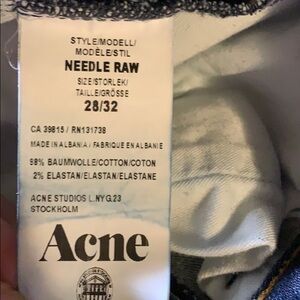 STYLE/MODELL/
MODÈLE/STIL
NEEDLE RAW
SIZE/STORLEK/
TAILLE/GRÖSSE
28/32
CA 39815 / RN131738
MADE IN ALBANIA / FABRIQUE EN ALBANIE
98% BAUMWOLLE/COTTON/COTON
2% ELASTAN/ELASTAN/ELASTANE
ACNE STUDIOS L.NYG.23
STOCKHOLM
Acne